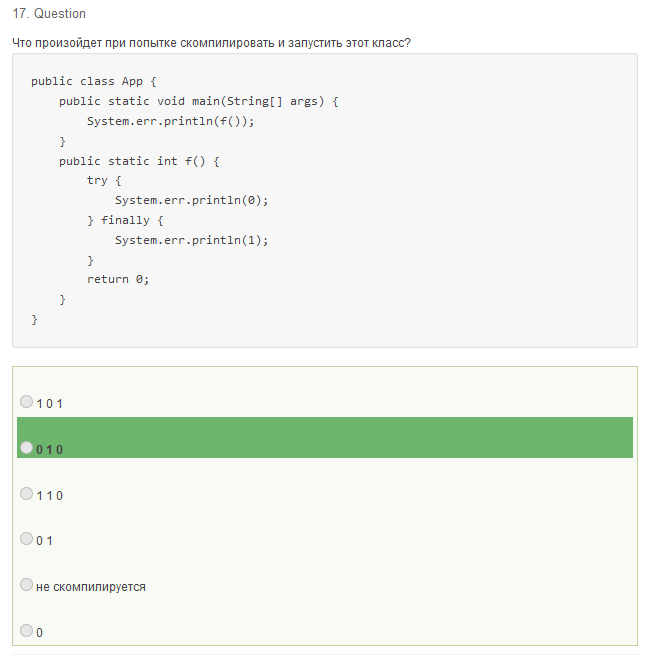 17. Question
Что произойдет при попытке скомпилировать и запустить этот класс?
public class App {
    public static void main(String[] args) {
        System.err.println(f());
    }
    public static int f() {
        try {
            System.err.println(0);
        } finally {
            System.err.println(1);
        }
        return 0;
    }
}
1 0 1
0 1 0
1 1 0
0 1
не скомпилируется
0